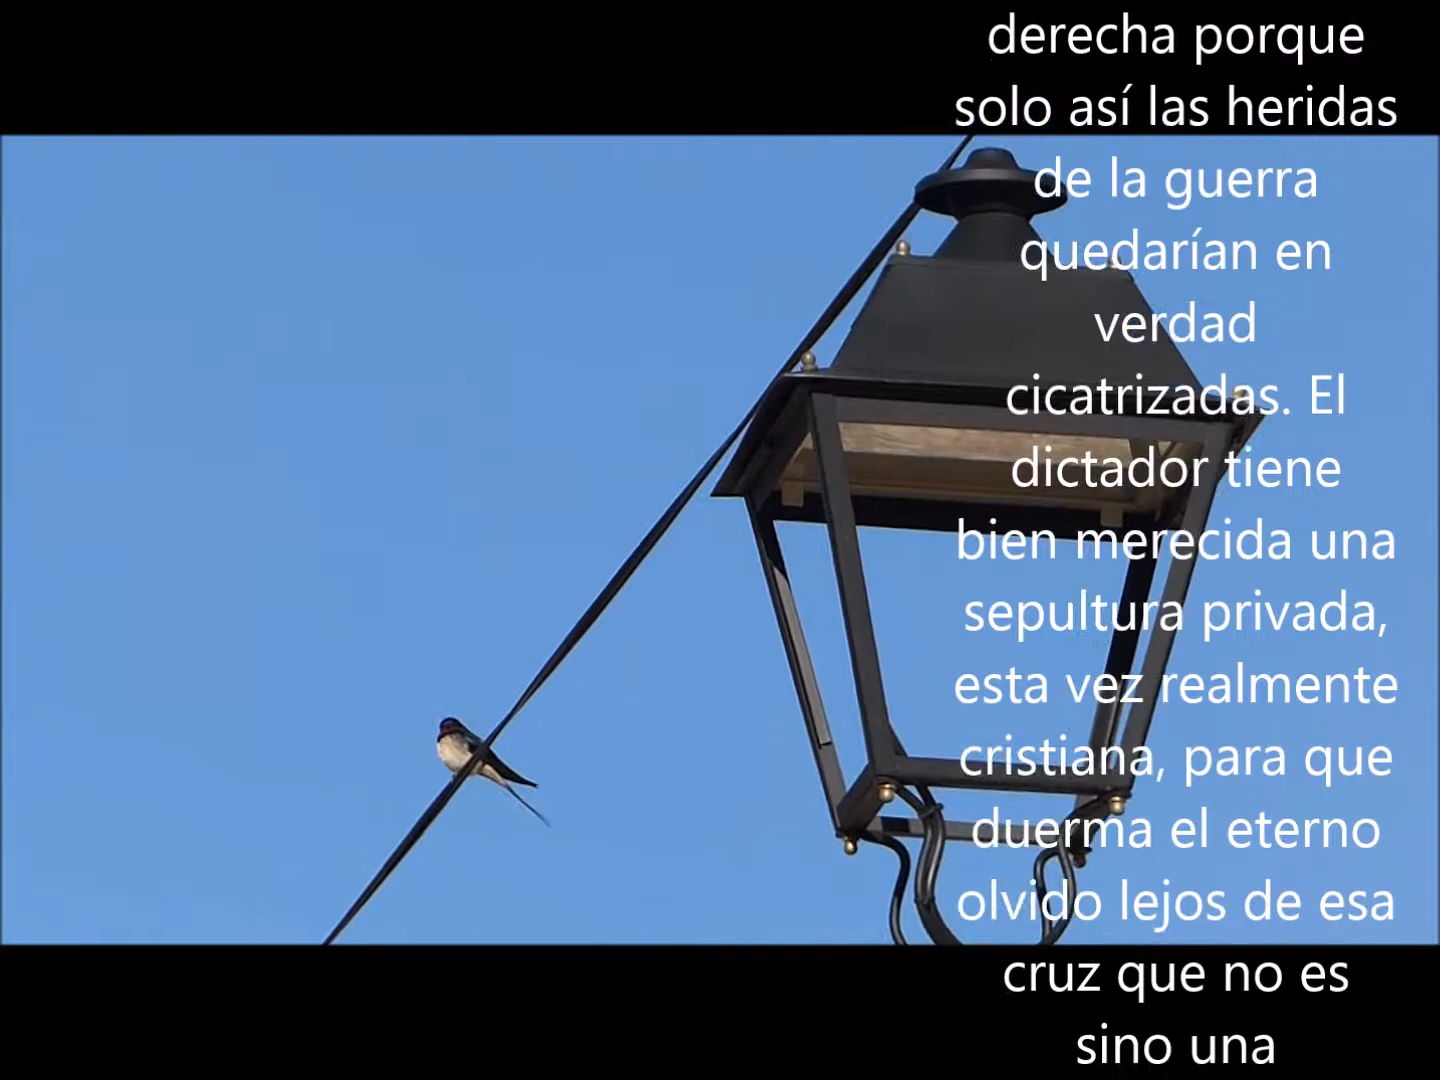 derecha porque
solo así las heridas
de la guerra
quedarían en
verdad
cicatrizadas. El
dictador tiene
bien merecida una
sepultura privada,
esta vez realmente
cristiana, para que
duerma el eterno
olvido lejos de esa
cruz que no es
sino una